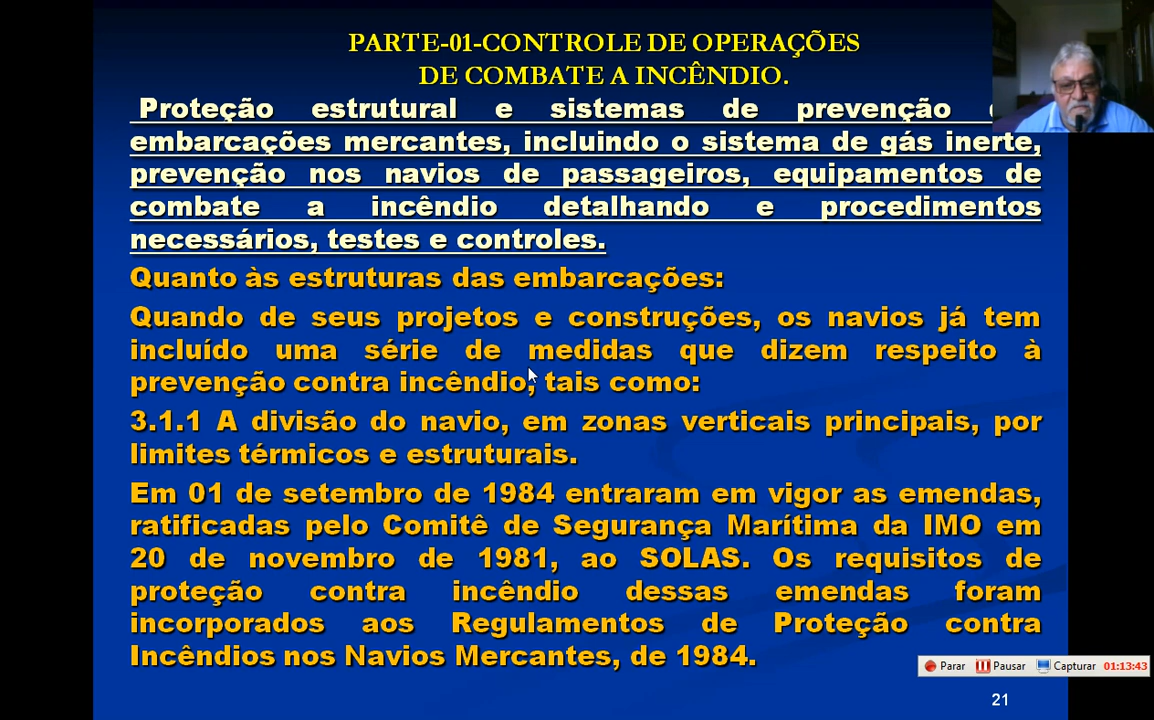 PARTE-01-CONTROLE DE OPERAÇÕES
DE COMBATE A INCÊNDIO.
Proteção estrutural e sistemas de prevenção
embarcações mercantes, incluindo o sistema de gás inerte,
prevenção nos navios de passageiros, equipamentos de
combate a incêndio detalhando e procedimentos
necessários, testes e controles.
Quanto às estruturas das embarcações:
Quando de seus projetos e construções, os navios já tem
incluído uma série de medidas que dizem respeito à
prevenção contra incêndio, tais como:
3.1.1 A divisão do navio, em zonas verticais principais, por
limites térmicos e estruturais.
Em 01 de setembro de 1984 entraram em vigor as emendas,
ratificadas pelo Comitê de Segurança Marítima da IMO em
20 de novembro de 1981, ao SOLAS. Os requisitos de
proteção contra incêndio dessas emendas foram
incorporados aos Regulamentos de Proteção contra
Incêndios nos Navios Mercantes, de 1984.
Parar Pausar Capturar 01:13:43
21